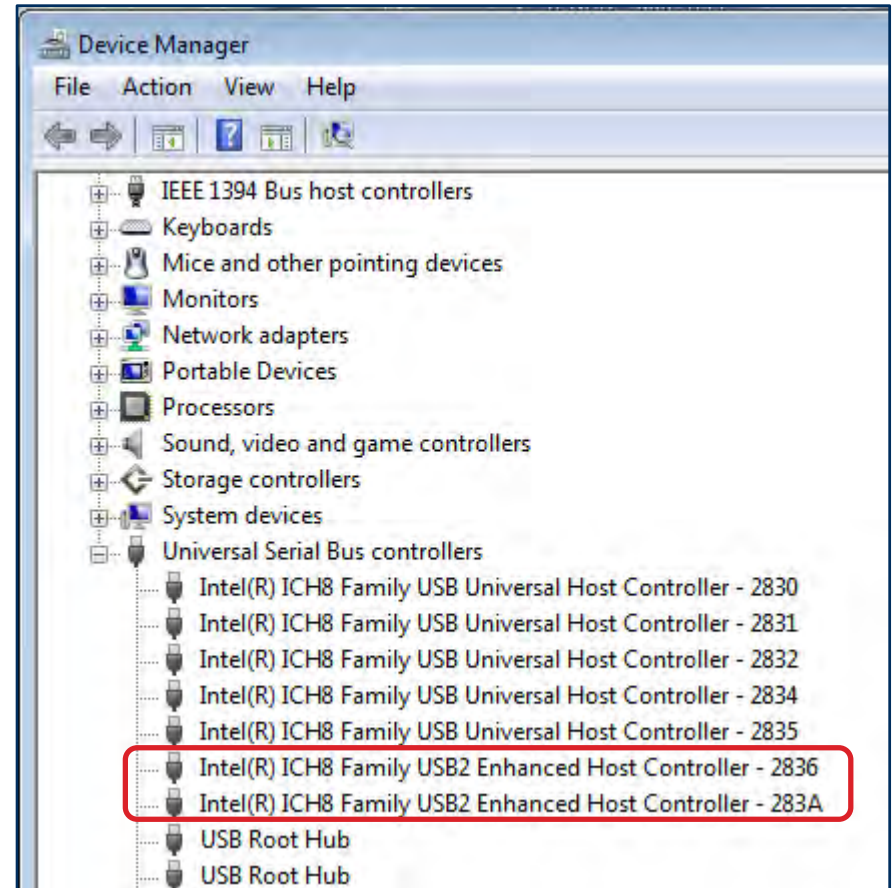 Device Manager
File Action View Help
IEEE 1394 Bus host controllers
Keyboards
Mice and other pointing devices
Monitors
Network adapters
Portable Devices
Processors
Sound, video and game controllers
Storage controllers
System devices
Universal Serial Bus controllers
Intel(R) ICH8 Family USB Universal Host Controller - 2830
Intel(R) ICH8 Family USB Universal Host Controller - 2831
Intel(R) ICH8 Family USB Universal Host Controller - 2832
Intel(R) ICH8 Family USB Universal Host Controller - 2834
Intel(R) ICH8 Family USB Universal Host Controller - 2835
Intel(R) ICH8 Family USB2 Enhanced Host Controller - 2836
Intel(R) ICH8 Family USB2 Enhanced Host Controller - 283A
USB Root Hub
USB Root Hub